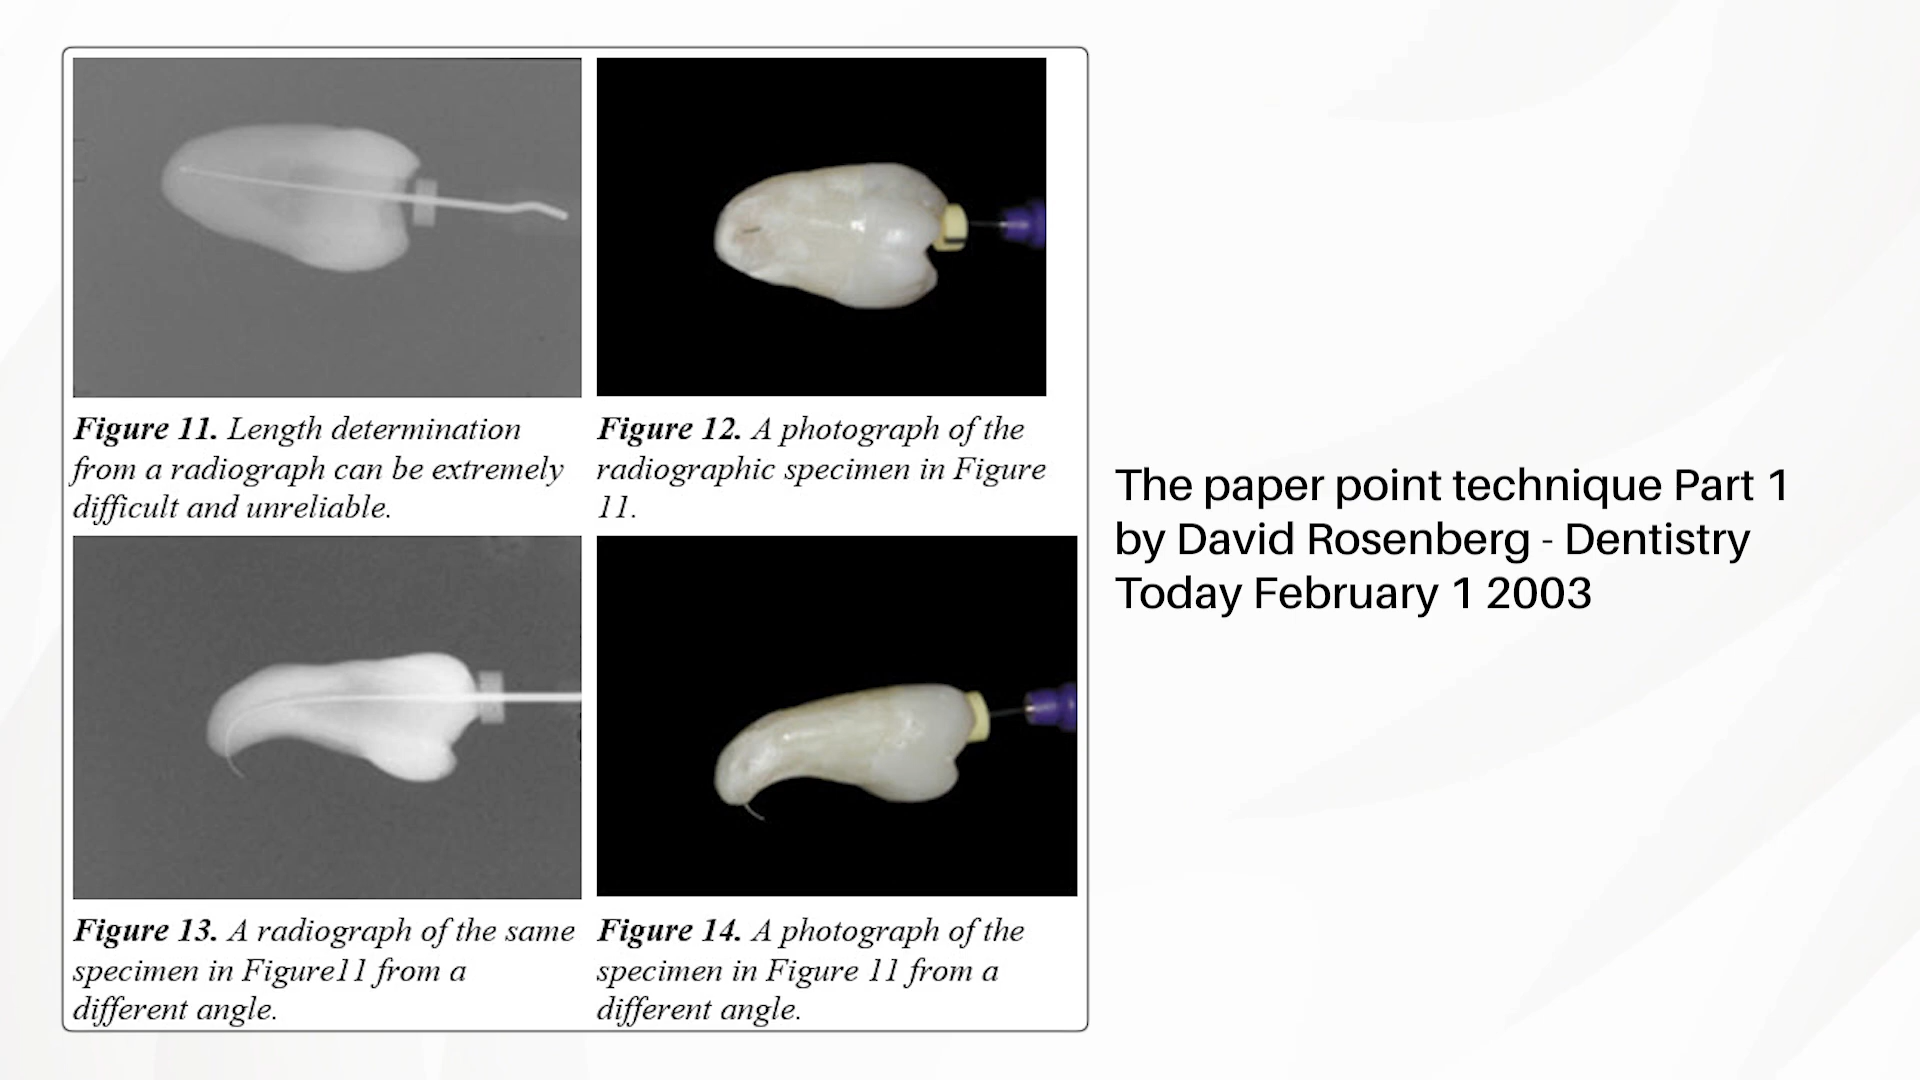 Figure 11. Length determination
from a radiograph can be extremely
difficult and unreliable.
Figure 12. A photograph of the
radiographic specimen in Figure
11.
Figure 13. A radiograph of the same
specimen in Figure11 from a
different angle.
Figure 14. A photograph of the
specimen in Figure 11 from a
different angle.
The paper point technique Part 1
by David Rosenberg - Dentistry
Today February 1 2003